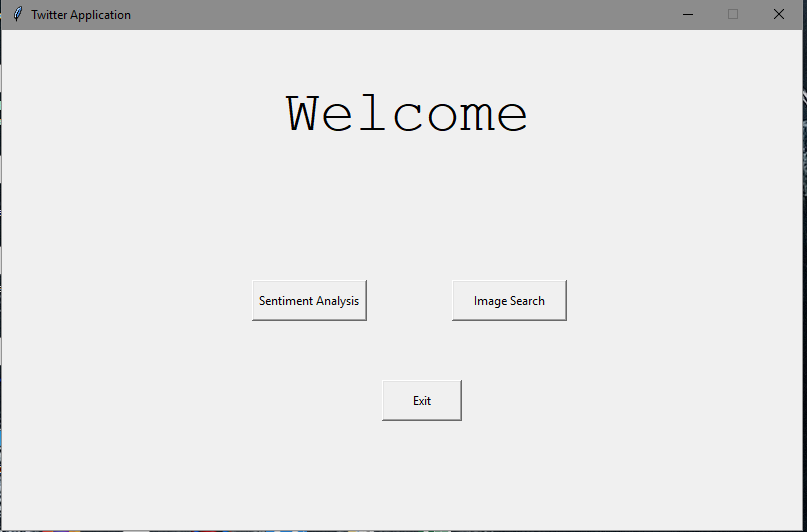 Twitter Application
Welcome
Sentiment Analysis
Image Search
Exit